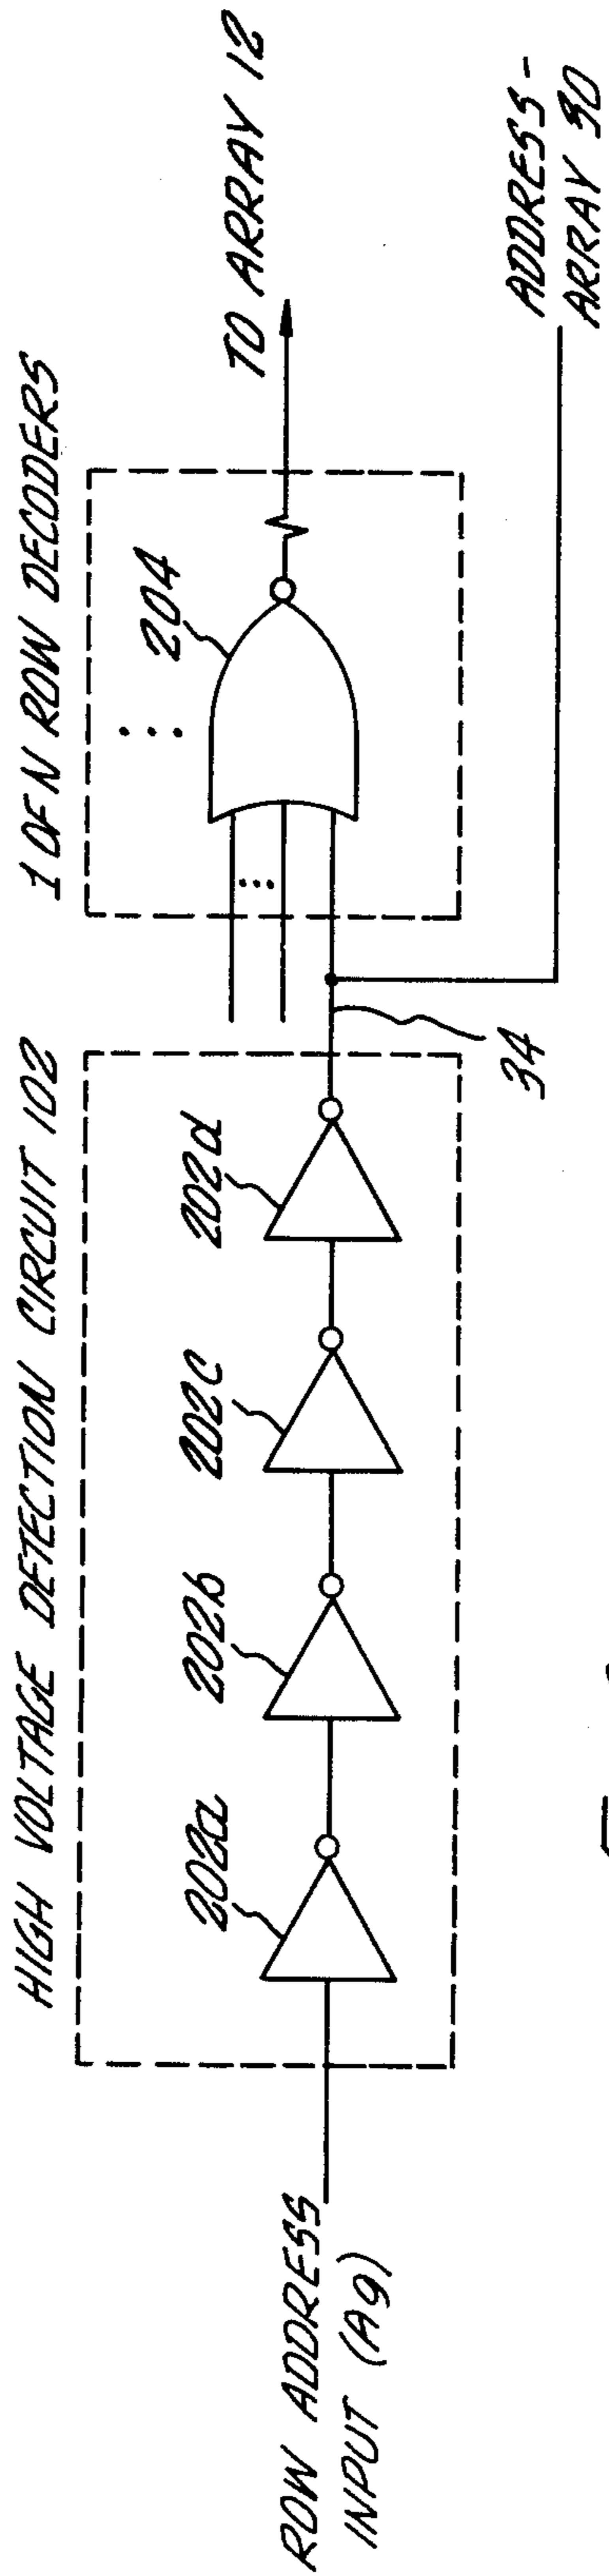 HIGH VOLTAGE DETECTION CIRCUIT 102
1 OF N ROW DECODERS
ROW ADDRESS
INPUT (A9)
202a
202b
202c
202d
34
204
TO ARRAY 12
ADDRESS-
ARRAY 30